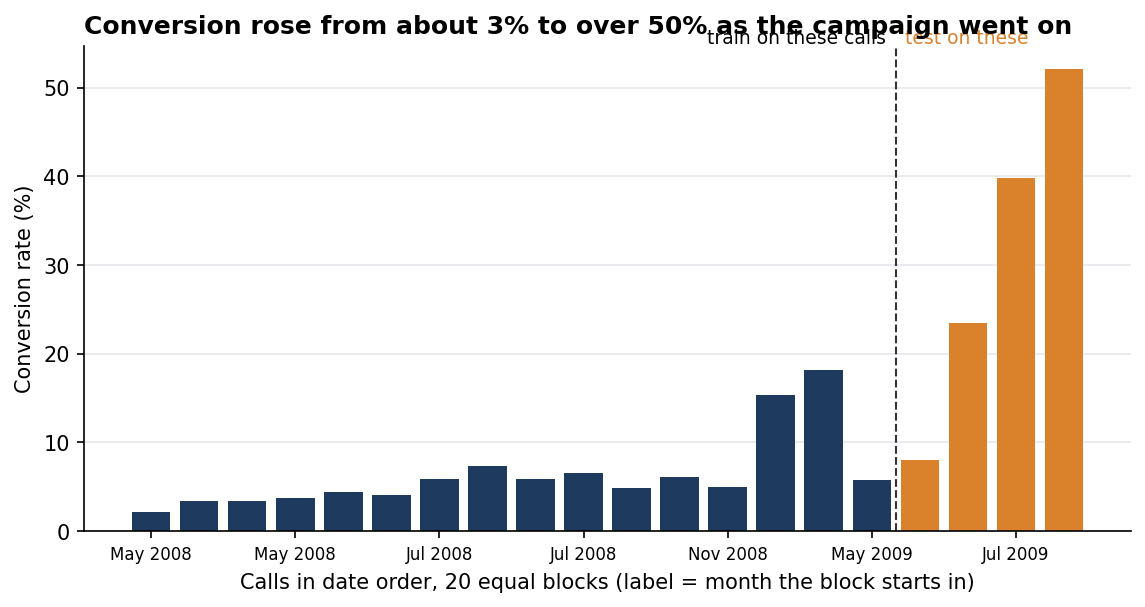 Conversion rose from about 3% to over 50% as the campaign went on
train on these calls
test on these
50
40
30
20
10
0
Conversion rate (%)
May 2008
May 2008
Jul 2008
Jul 2008
Nov 2008
May 2009
Jul 2009
Calls in date order, 20 equal blocks (label = month the block starts in)